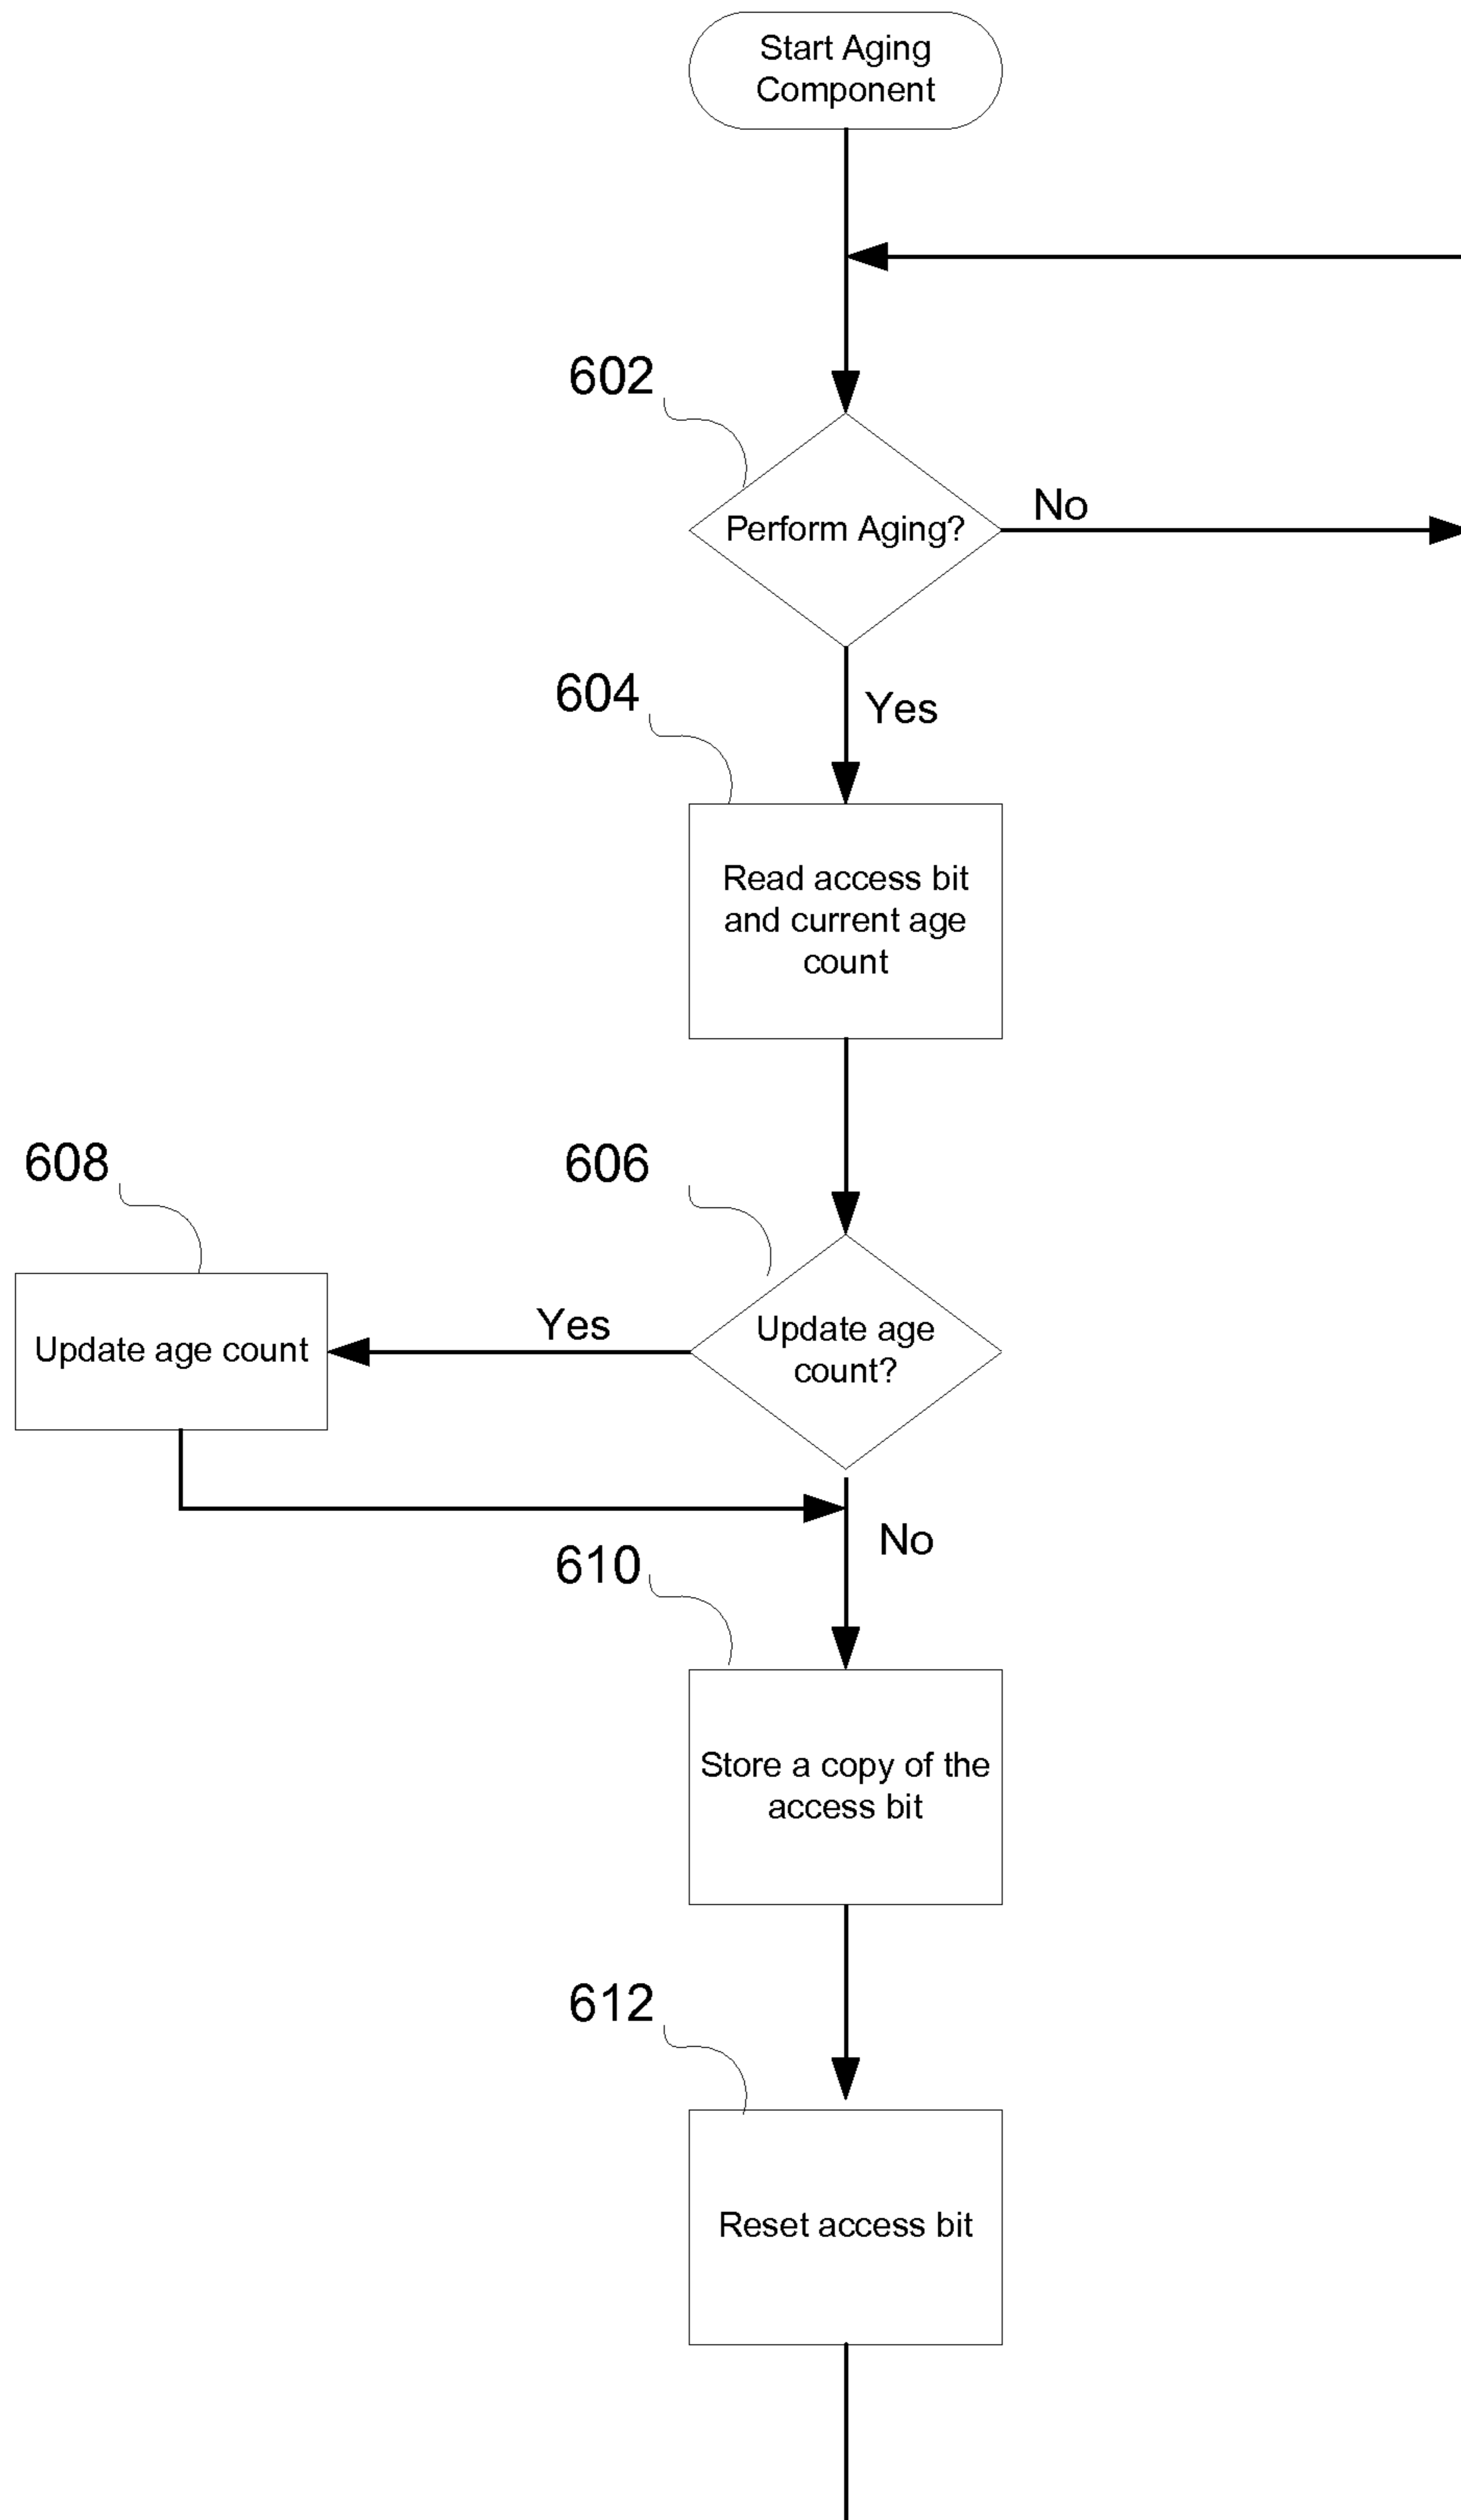 Start Aging
Component
602
Perform Aging?
No
604
Yes
Read access bit
and current age
count
608
606
Update age count
Yes
Update age
count?
No
610
Store a copy of the
access bit
612
Reset access bit